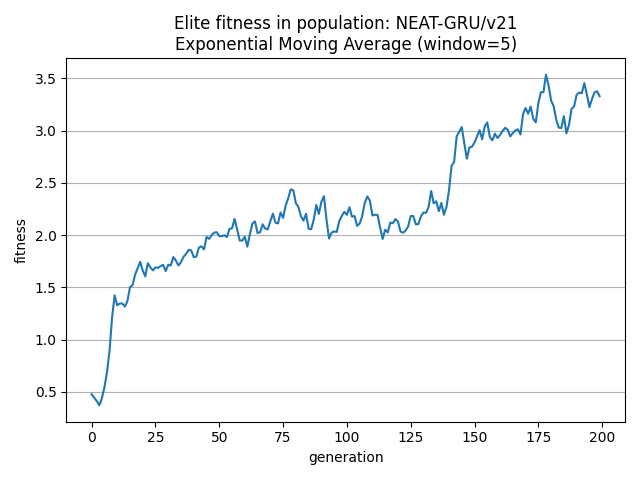 Elite fitness in population: NEAT-GRU/v21
Exponential Moving Average (window=5)
fitness
3.5
3.0
2.5
2.0
1.5
1.0
0.5
0 25 50 75 100 125 150 175 200
generation